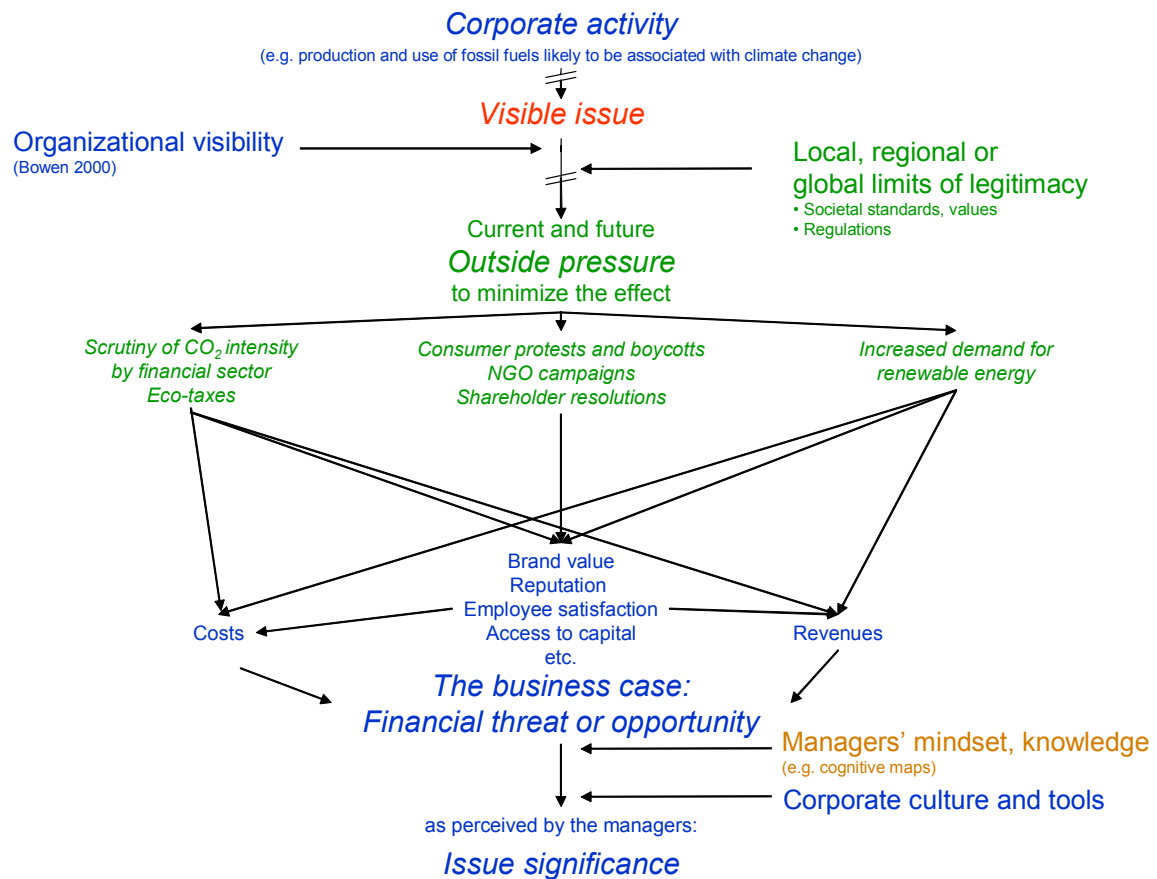 Corporate activity
(e.g. production and use of fossil fuels likely to be associated with climate change)
Visible issue
Organizational visibility
(Bowen 2000)
Local, regional or
global limits of legitimacy
• Societal standards, values
• Regulations
Current and future
Outside pressure
to minimize the effect
Scrutiny of CO₂ intensity
by financial sector
Eco-taxes
Consumer protests and boycotts
NGO campaigns
Shareholder resolutions
Increased demand for
renewable energy
Brand value
Reputation
Employee satisfaction
Access to capital
etc.
Costs
Revenues
The business case:
Financial threat or opportunity
Managers’ mindset, knowledge
(e.g. cognitive maps)
Corporate culture and tools
as perceived by the managers:
Issue significance